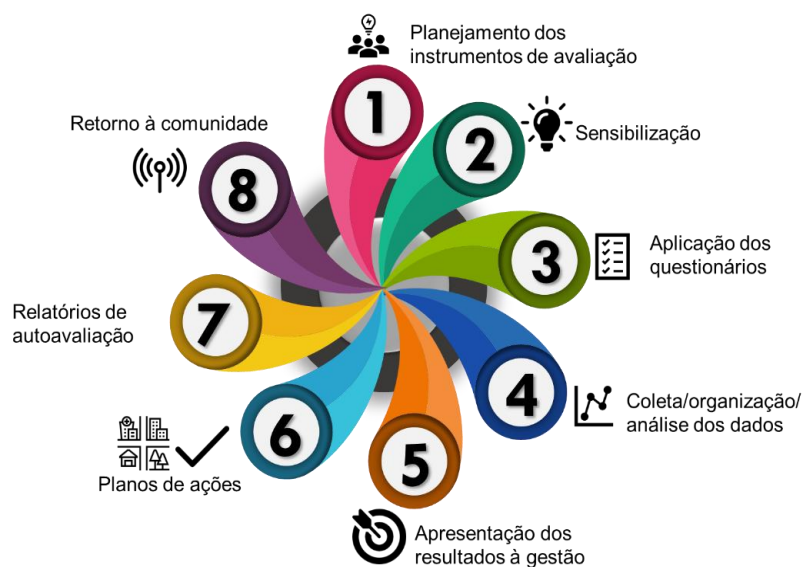 1
Planejamento dos
instrumentos de avaliação
2
Sensibilização
3
Aplicação dos
questionários
4
Coleta/organização/
análise dos dados
5
Apresentação dos
resultados à gestão
6
Planos de ações
7
Relatórios de
autoavaliação
8
Retorno à comunidade